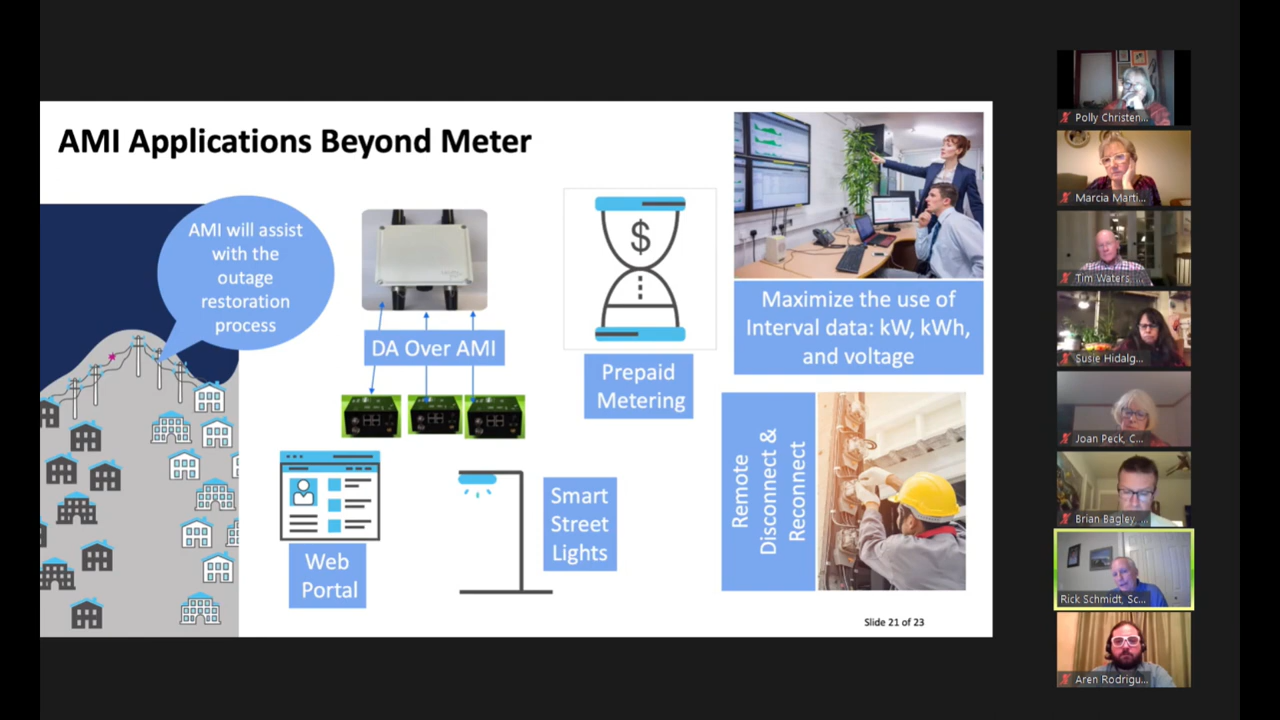 AMI Applications Beyond Meter
AMI will assist
with the
outage
restoration
process
DA Over AMI
$
Prepaid
Metering
Maximize the use of
Interval data: kW, kWh,
and voltage
Remote
Disconnect &
Reconnect
Web
Portal
Smart
Street
Lights
Slide 21 of 23
Polly Christen...
Marcia Marti...
Tim Waters...
Susie Hidalg...
Joan Peck, C...
Brian Bagley, ...
Rick Schmidt, Sc...
Aren Rodrigu...